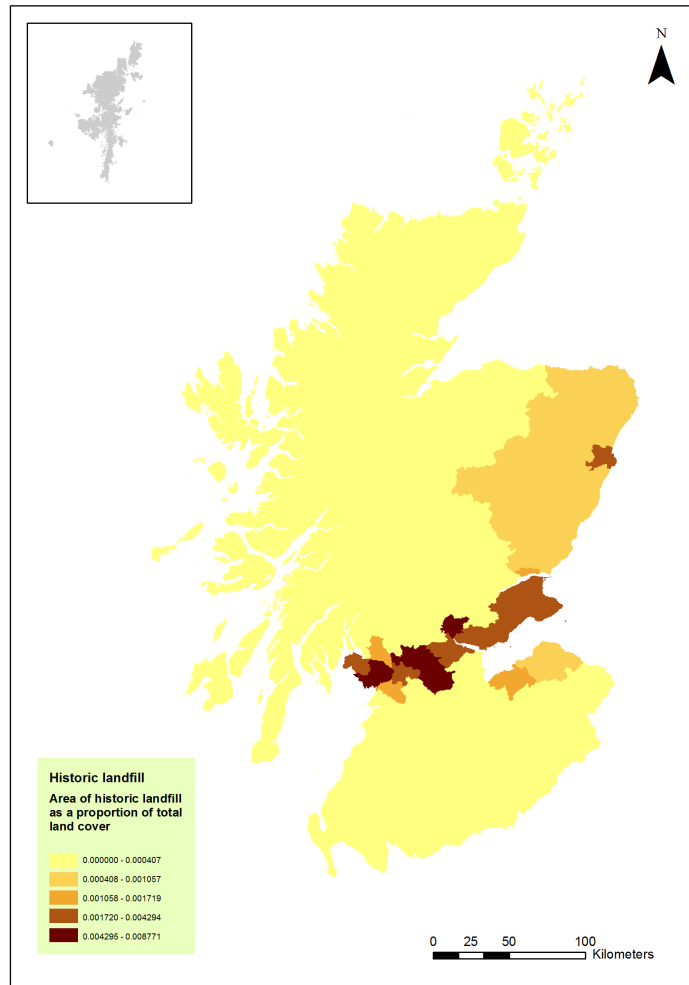 N
Historic landfill
Area of historic landfill
as a proportion of total
land cover
0.000000 - 0.000407
0.000408 - 0.001057
0.001058 - 0.001719
0.001720 - 0.004294
0.004295 - 0.008771
0 25 50 100
Kilometers